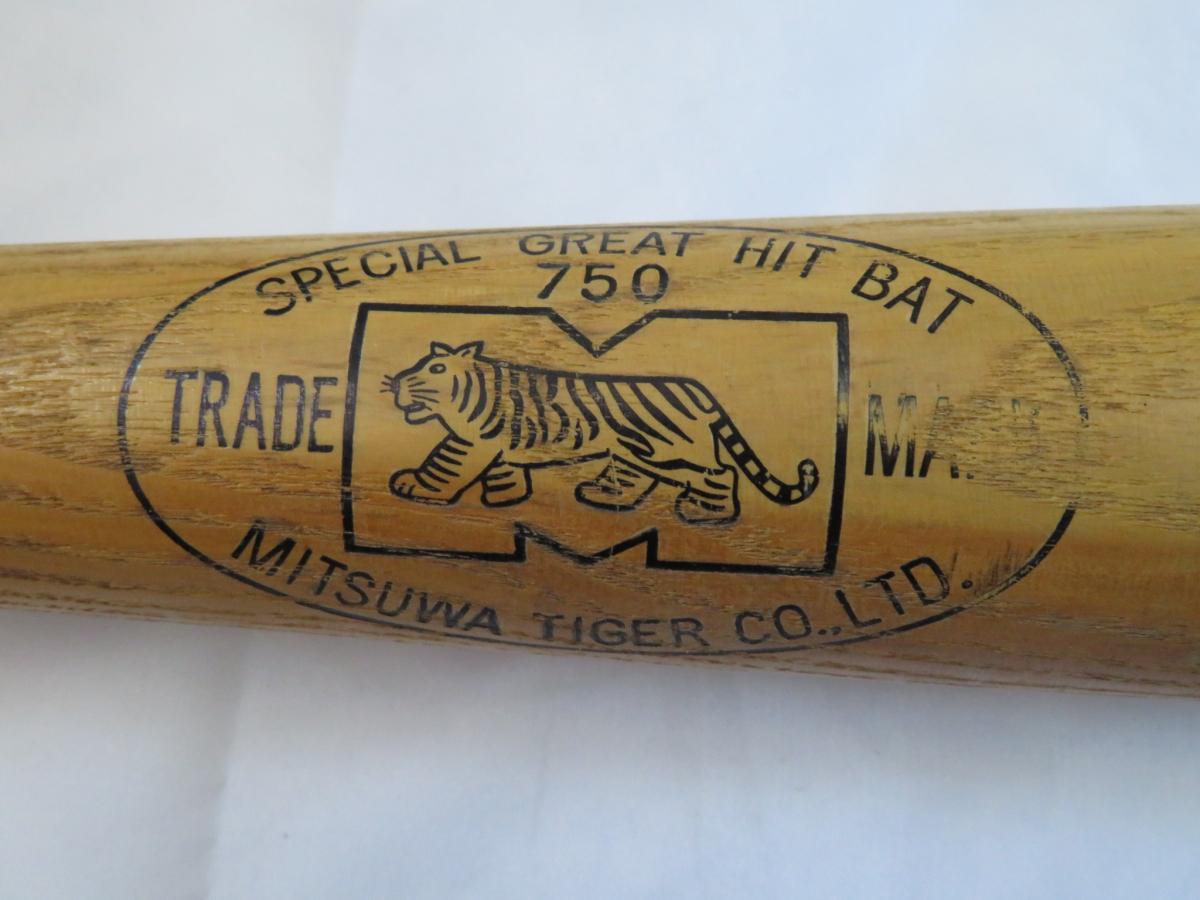 SPECIAL GREAT HIT BAT
750
TRADE
MITSUWA TIGER CO., LTD.